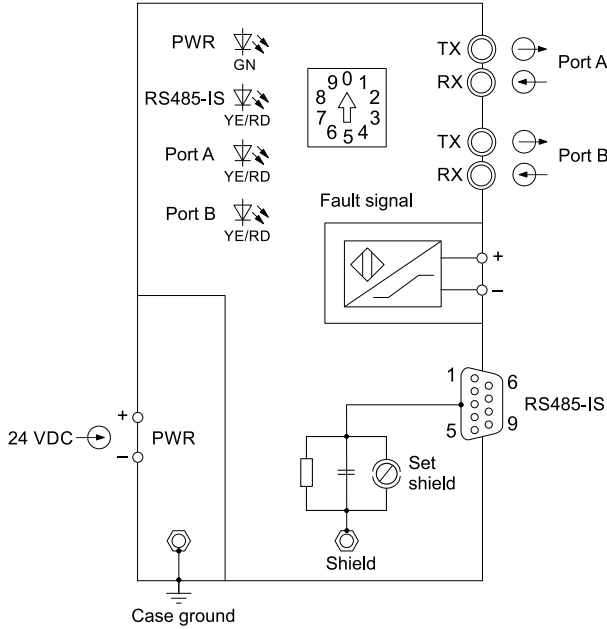 PWR
GN
RS485-IS
YE/RD
Port A
YE/RD
Port B
YE/RD
9 0 1
8 2
7 3
6 5 4
TX
RX
Port A
TX
RX
Port B
Fault signal
+
–
1
6
5
9
RS485-IS
24 VDC
+
–
PWR
Set
shield
Shield
Case ground